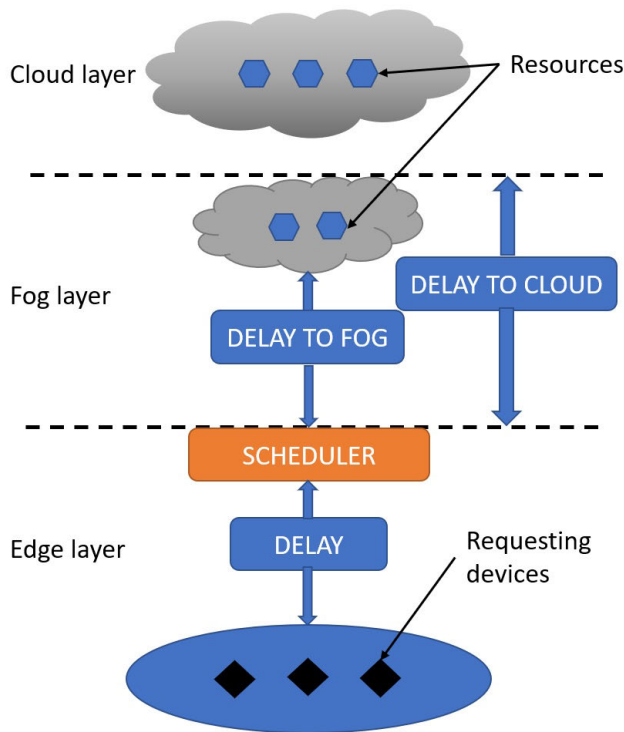 Cloud layer
Resources
Fog layer
DELAY TO CLOUD
DELAY TO FOG
SCHEDULER
Edge layer
DELAY
Requesting
devices